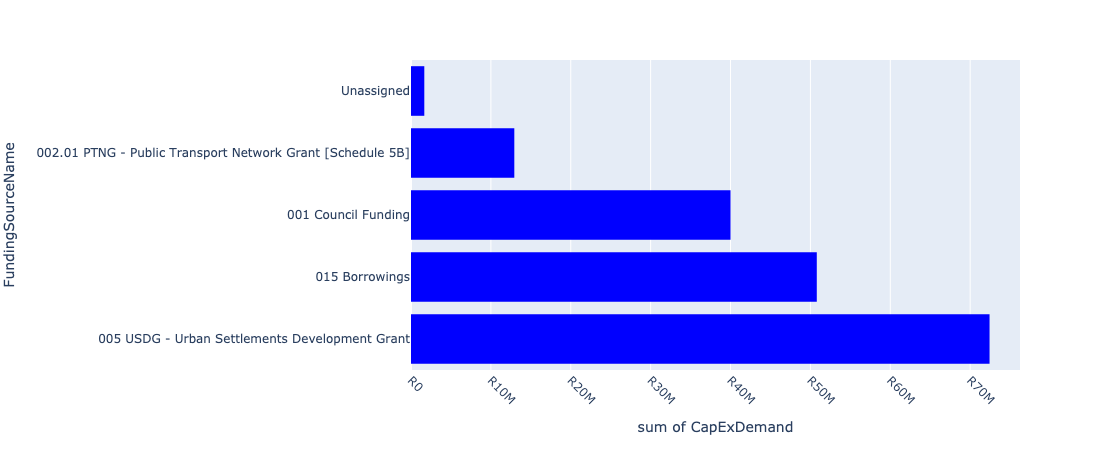 FundingSourceName
Unassigned
002.01 PTNG - Public Transport Network Grant [Schedule 5B]
001 Council Funding
015 Borrowings
005 USDG - Urban Settlements Development Grant
R0
R10M
R20M
R30M
R40M
R50M
R60M
R70M
sum of CapExDemand